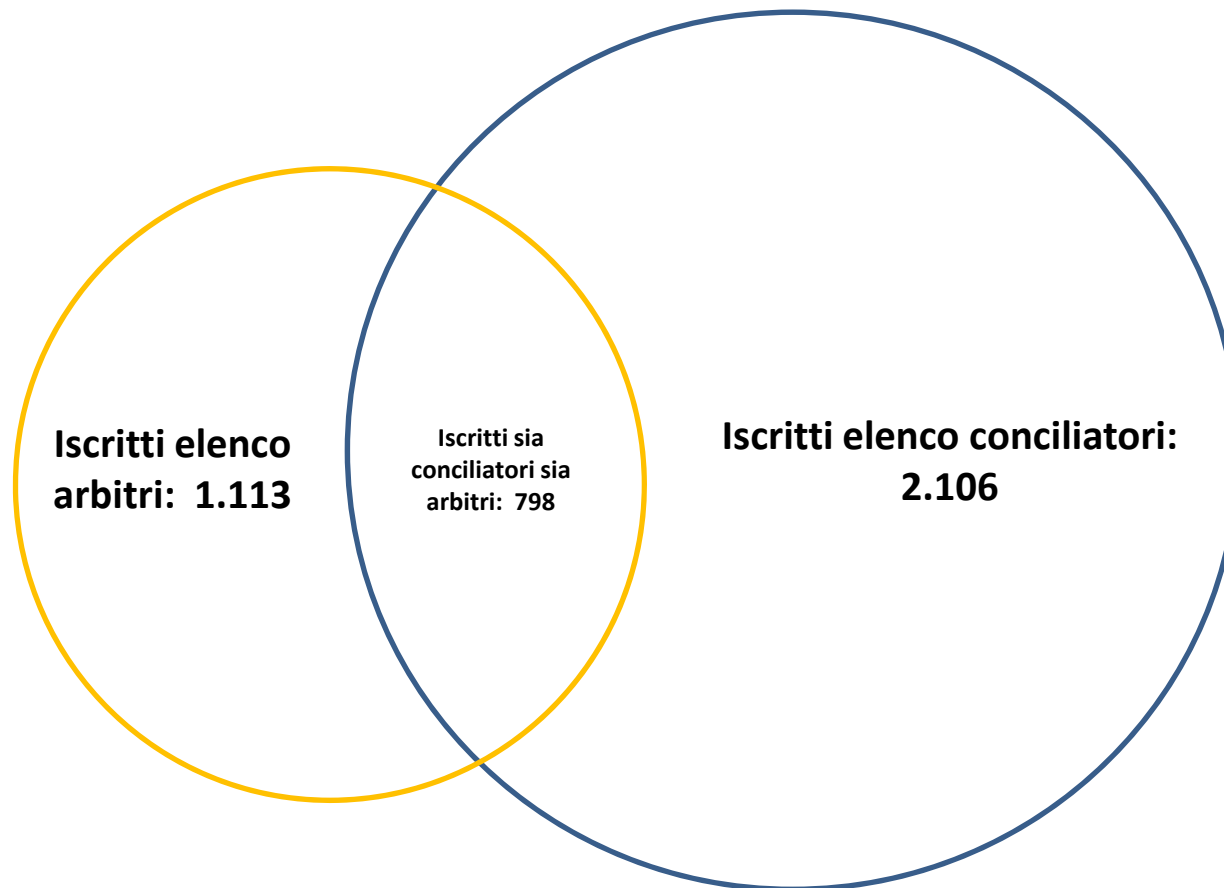 Iscritti elenco
arbitri:  1.113
Iscritti sia
conciliatori sia
arbitri:  798
Iscritti elenco conciliatori:
2.106